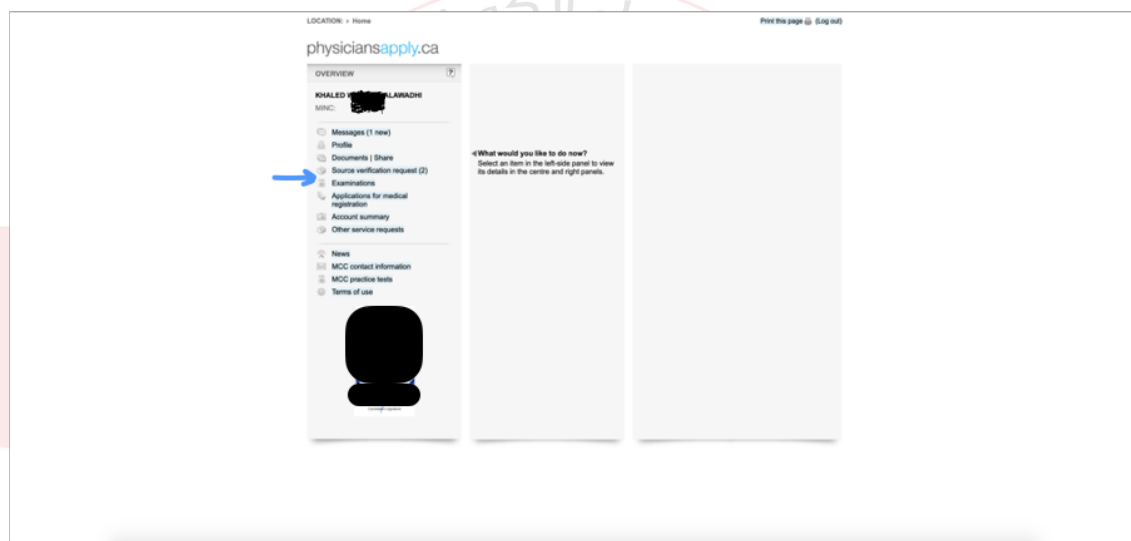 LOCATION: › Home
Print this page (Log out)
physiciansapply.ca
OVERVIEW
?
KHALED ALAWADHI
MINC:
Messages (1 new)
Profile
Documents | Share
Source verification request (2)
Examinations
Applications for medical
registration
Account summary
Other service requests
News
MCC contact information
MCC practice tests
Terms of use
What would you like to do now?
Select an item in the left-side panel to view
its details in the centre and right panels.